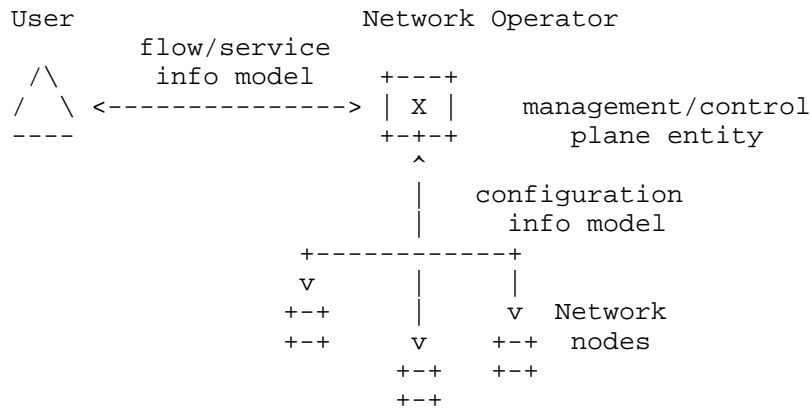 User                     Network Operator
         flow/service
  /\      info model      +---+
 /  \ <---------------> | X |    management/control
 ----                     +-+-+       plane entity
                            ^
                            |   configuration
                            |     info model
                    +------------+
                    v       |      |
                   +-+      |      v  Network
                   +-+      v     +-+  nodes
                           +-+    +-+
                           +-+